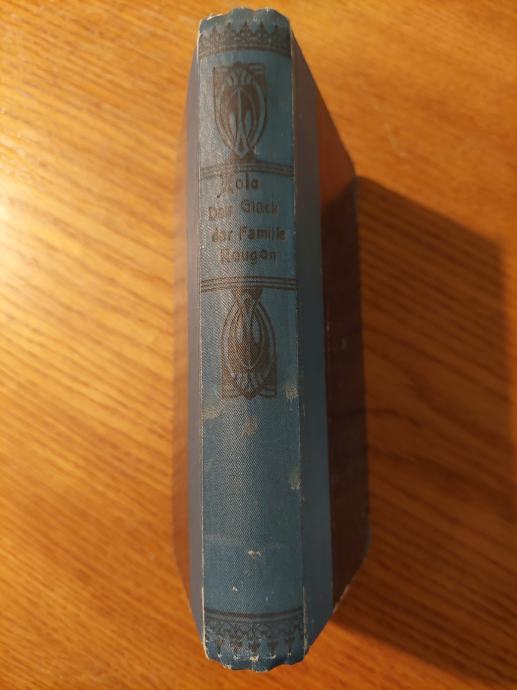 Zola
Das Glück
der Familie
Rougon